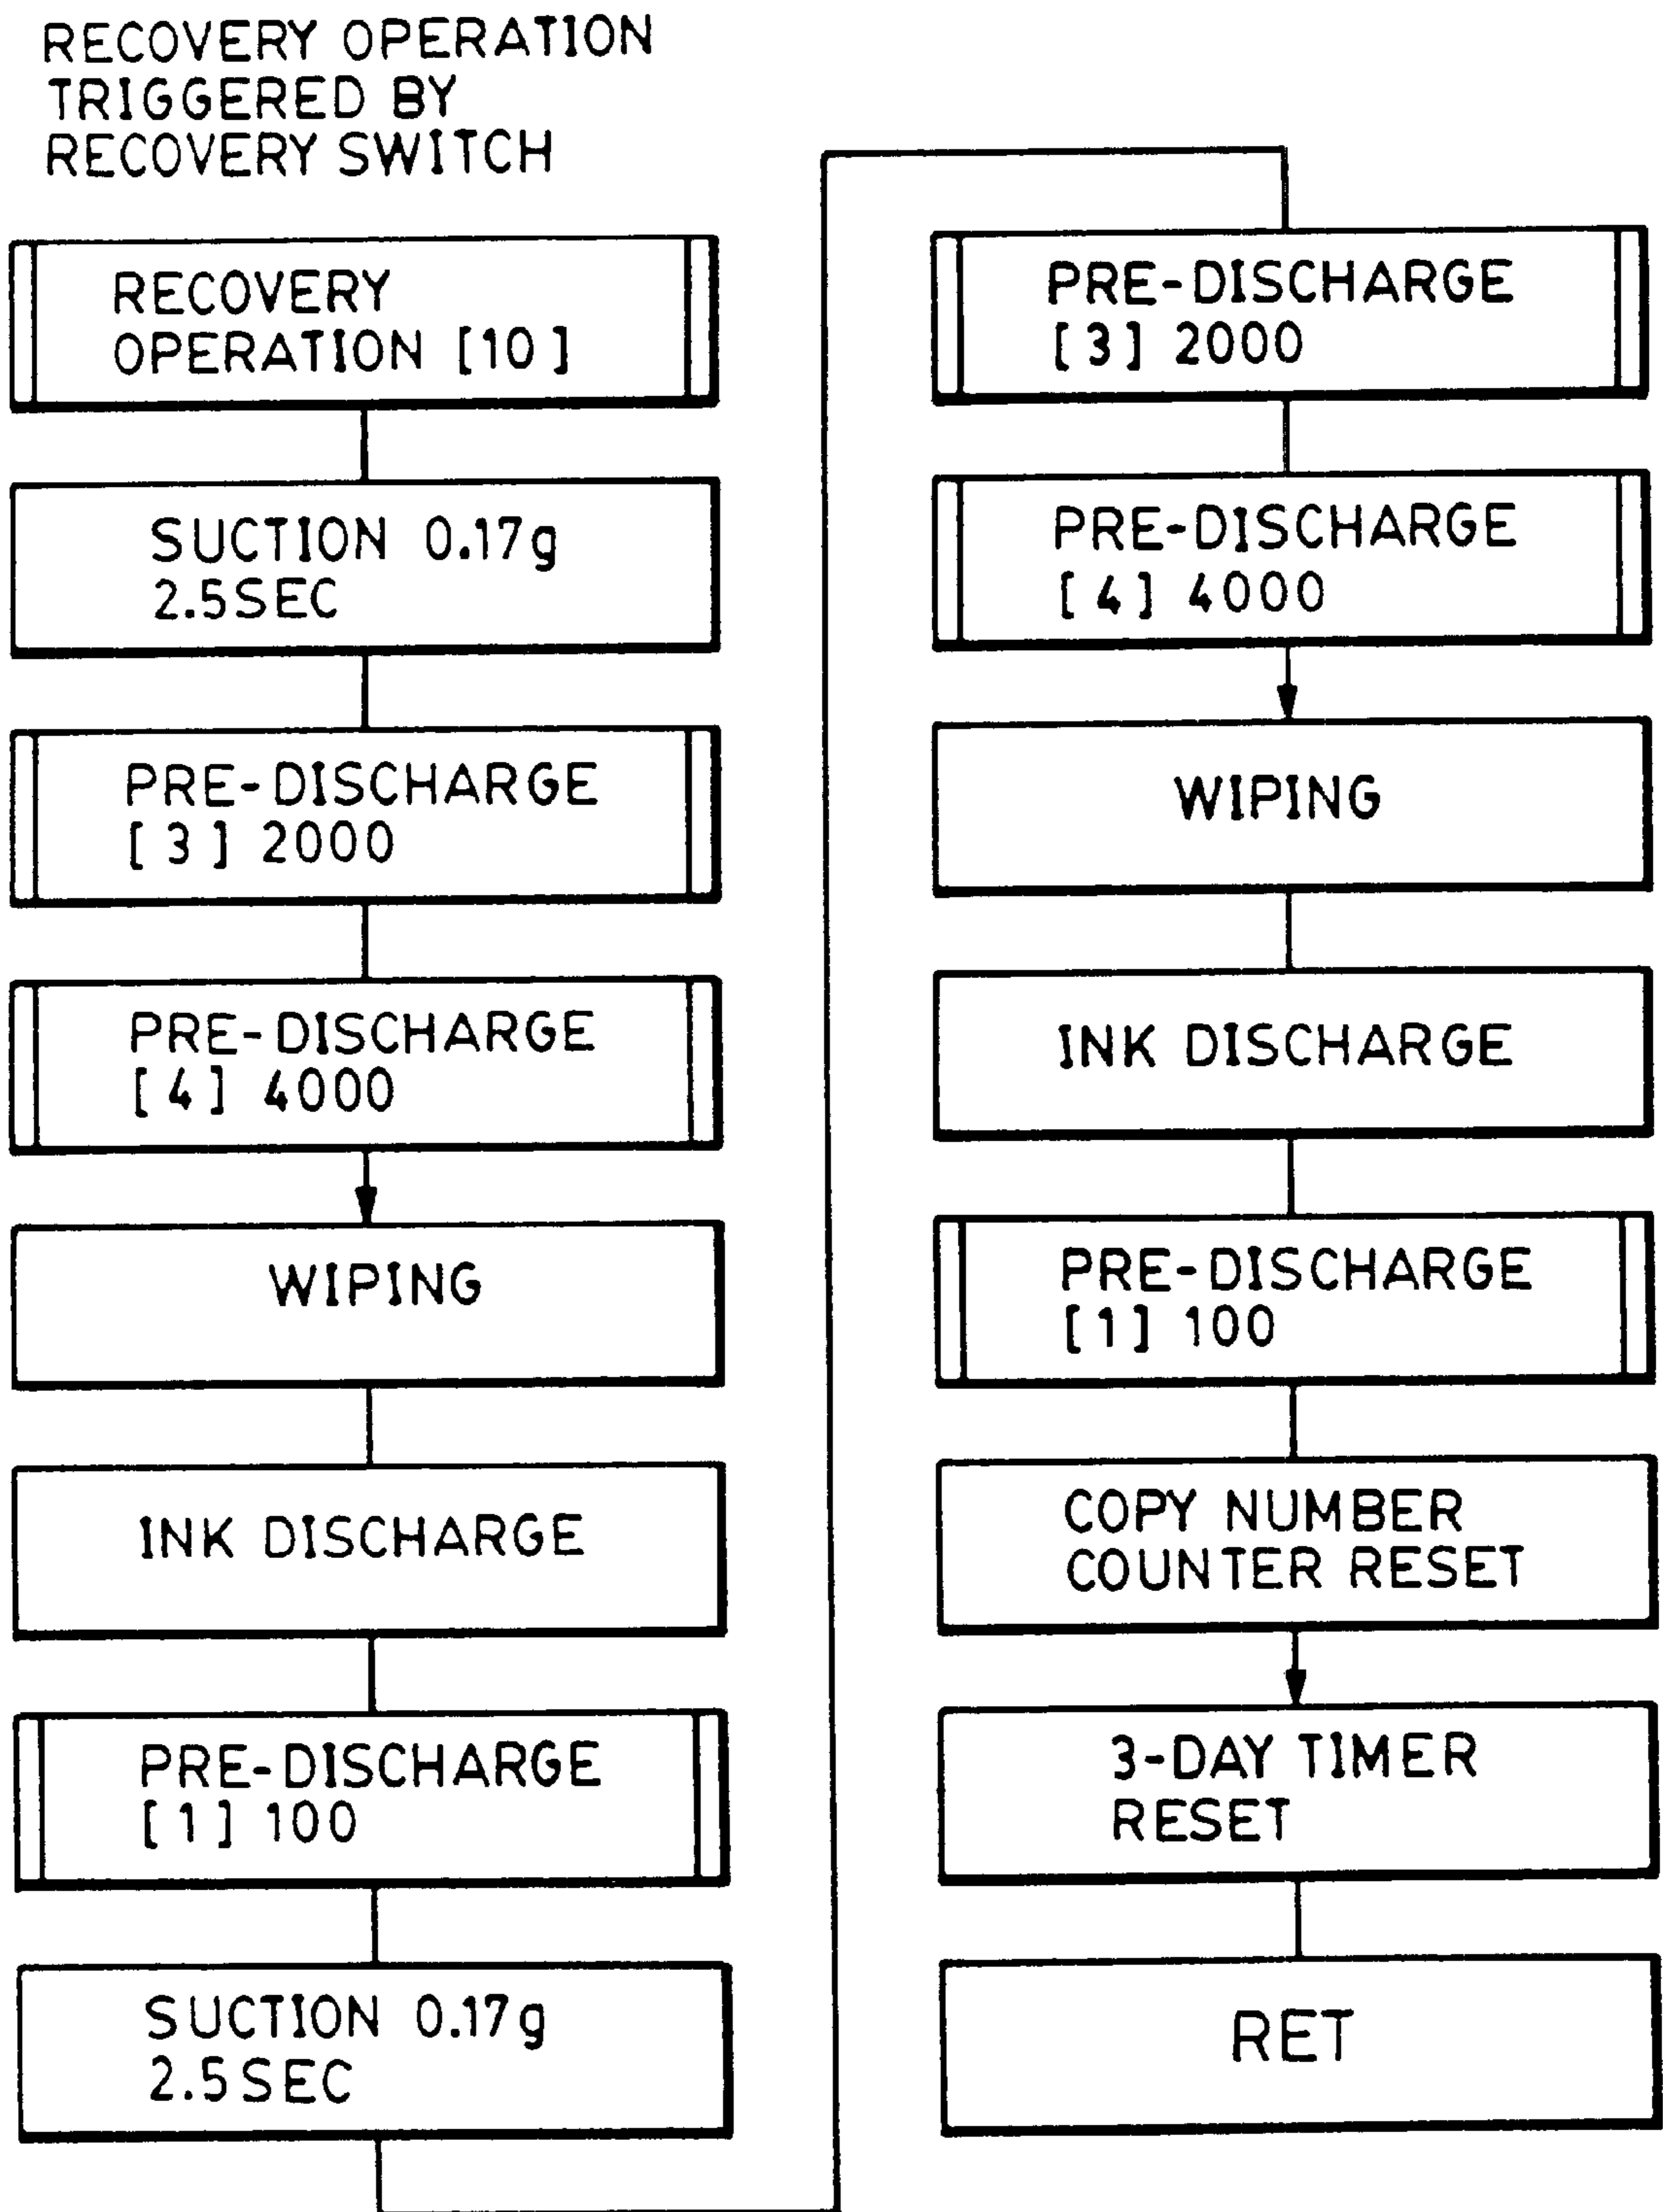 RECOVERY OPERATION
TRIGGERED BY
RECOVERY SWITCH
RECOVERY
OPERATION [10]
SUCTION 0.17g
2.5SEC
PRE-DISCHARGE
[3] 2000
PRE-DISCHARGE
[4] 4000
WIPING
INK DISCHARGE
PRE-DISCHARGE
[1] 100
SUCTION 0.17g
2.5SEC
PRE-DISCHARGE
[3] 2000
PRE-DISCHARGE
[4] 4000
WIPING
INK DISCHARGE
PRE-DISCHARGE
[1] 100
COPY NUMBER
COUNTER RESET
3-DAY TIMER
RESET
RET